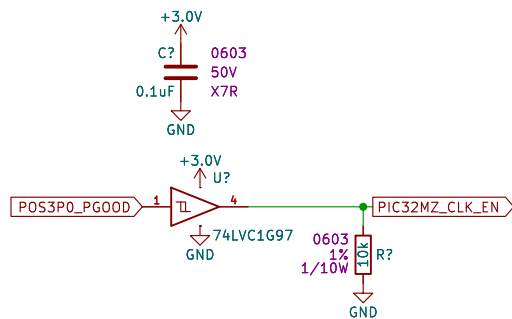 +3.0V
C?
0603
50V
0.1uF
X7R
GND
+3.0V
U?
POS3P0_PGOOD
1
4
PIC32MZ_CLK_EN
74LVC1G97
GND
0603
1%
1/10W
10k
R?
GND